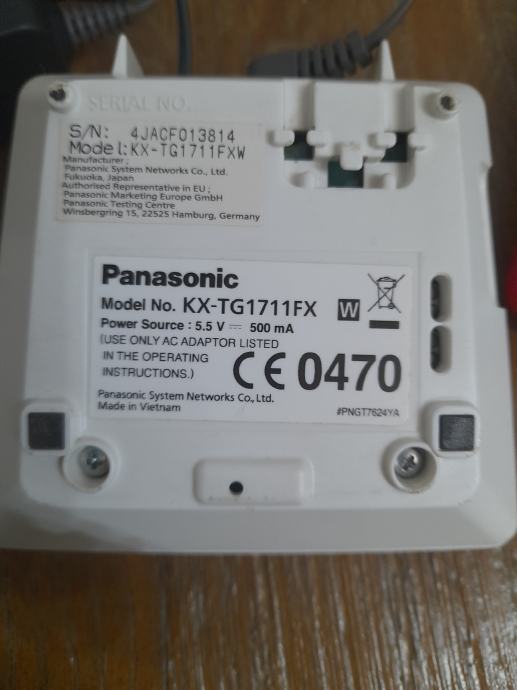 SERIAL NO.
S/N: 4JACF013814
Model:KX-TG1711FXW
Manufacturer ;
Panasonic System Networks Co., Ltd.
Fukuoka, Japan
Authorised Representative in EU ;
Panasonic Marketing Europe GmbH
Panasonic Testing Centre
Winsbergring 15, 22525 Hamburg, Germany
Panasonic
Model No. KX-TG1711FX W
Power Source : 5.5 V ⎓ 500 mA
(USE ONLY AC ADAPTOR LISTED
IN THE OPERATING
INSTRUCTIONS.)
CE 0470
Panasonic System Networks Co., Ltd.
Made in Vietnam
#PNGT7624YA